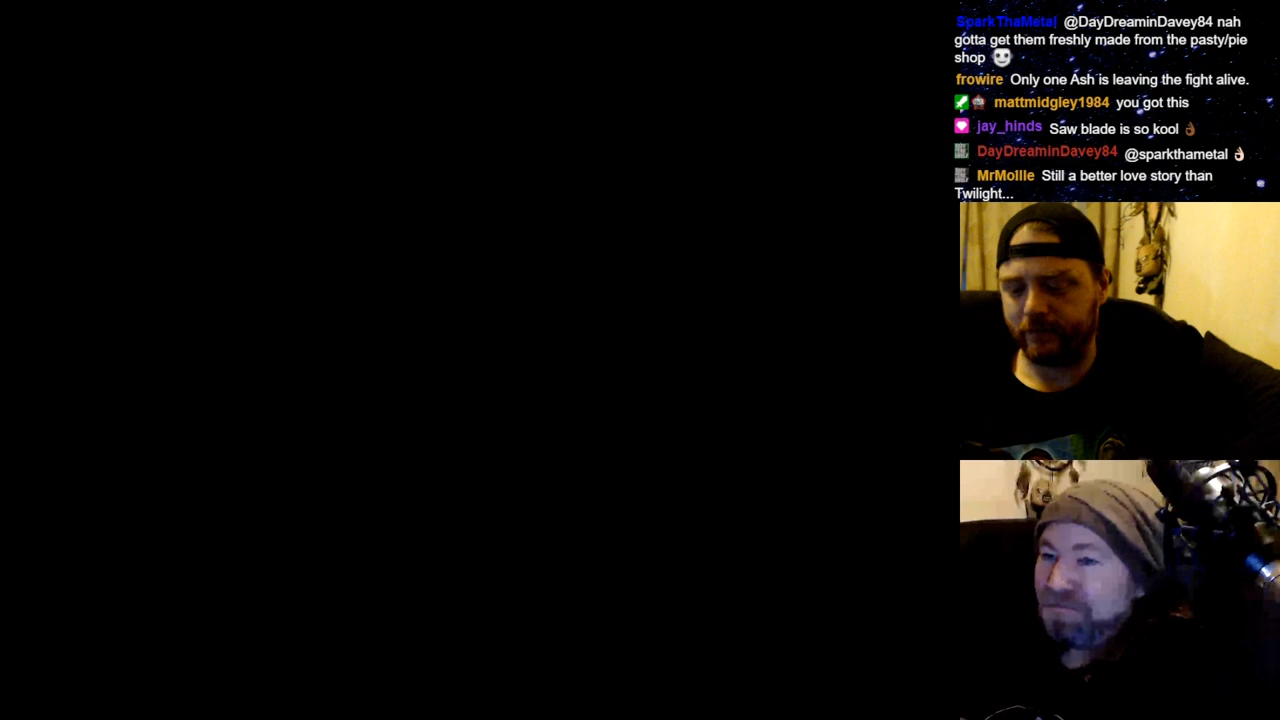 SparkThaMetal @DayDreaminDavey84 nah
gotta get them freshly made from the pasty/pie
shop
frowire Only one Ash is leaving the fight alive.
mattmidgley1984 you got this
jay_hinds Saw blade is so kool 👌🏾
DayDreaminDavey84 @sparkthametal 👌🏻
MrMollie Still a better love story than
Twilight...